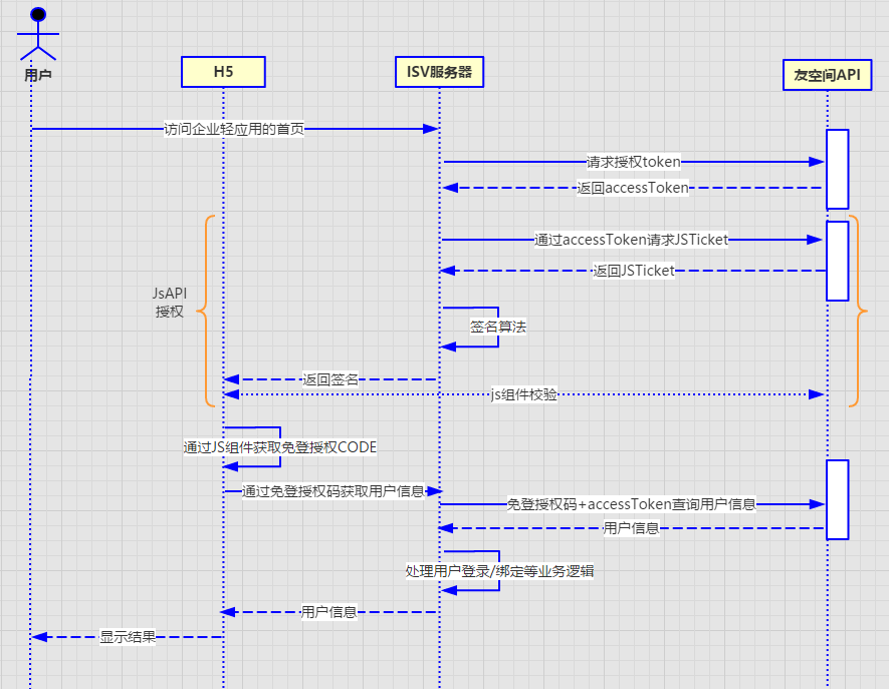 用户
H5
ISV服务器
友空间API
访问企业轻应用的首页
请求授权token
返回accessToken
通过accessToken请求JSTicket
返回JSTicket
JsAPI
授权
签名算法
返回签名
js组件校验
通过JS组件获取免登授权CODE
通过免登授权码获取用户信息
免登授权码+accessToken查询用户信息
用户信息
处理用户登录/绑定等业务逻辑
用户信息
显示结果